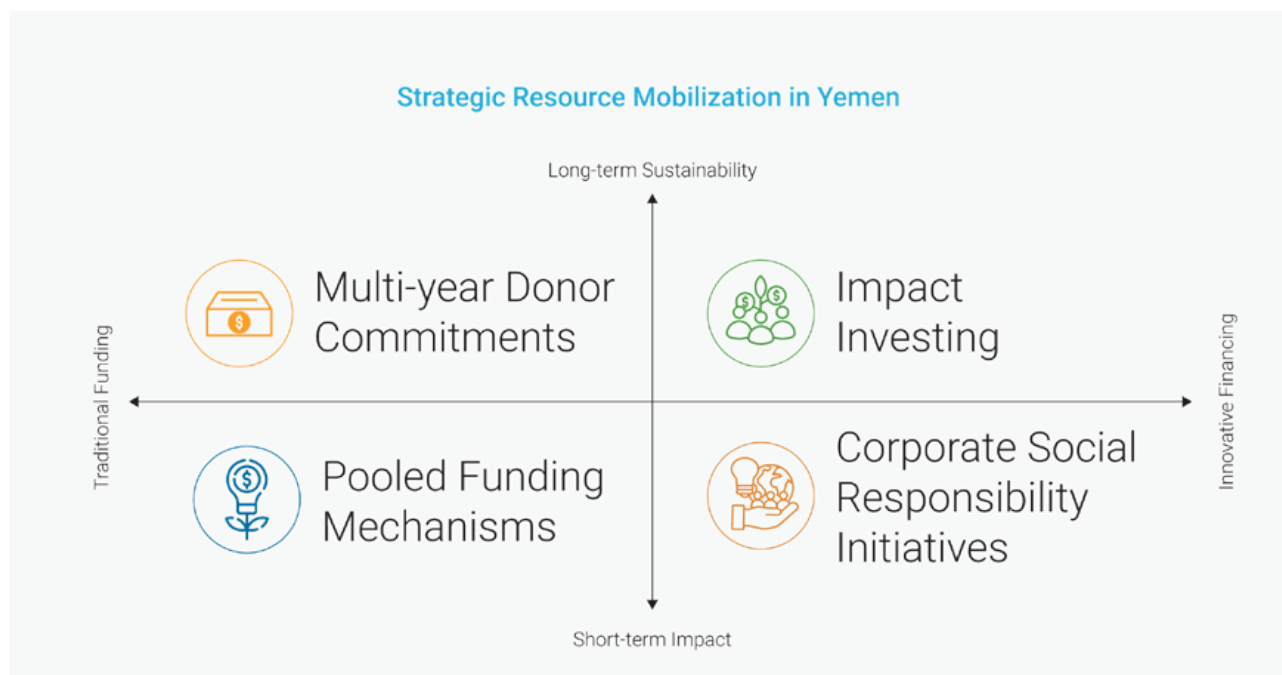 Strategic Resource Mobilization in Yemen
Long-term Sustainability
Multi-year Donor
Commitments
Impact
Investing
Traditional Funding
Innovative Financing
Pooled Funding
Mechanisms
Corporate Social
Responsibility
Initiatives
Short-term Impact
$
$
$
$